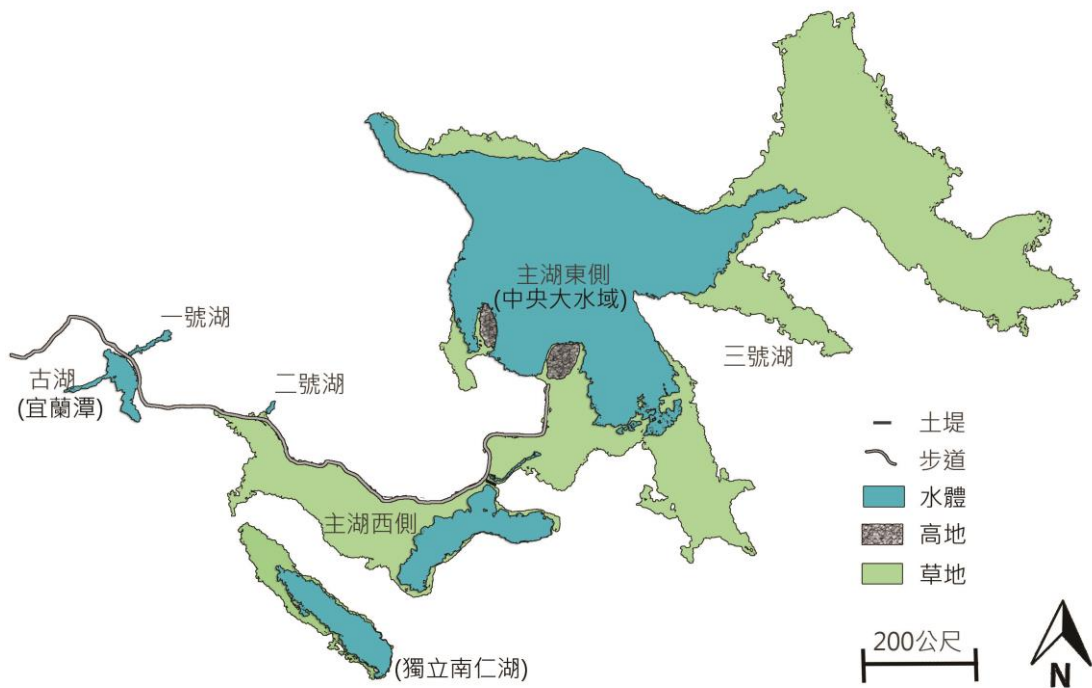 主湖東側
(中央大水域)
一號湖
古湖
(宜蘭潭)
二號湖
三號湖
主湖西側
(獨立南仁湖)
土堤
步道
水體
高地
草地
200公尺
N